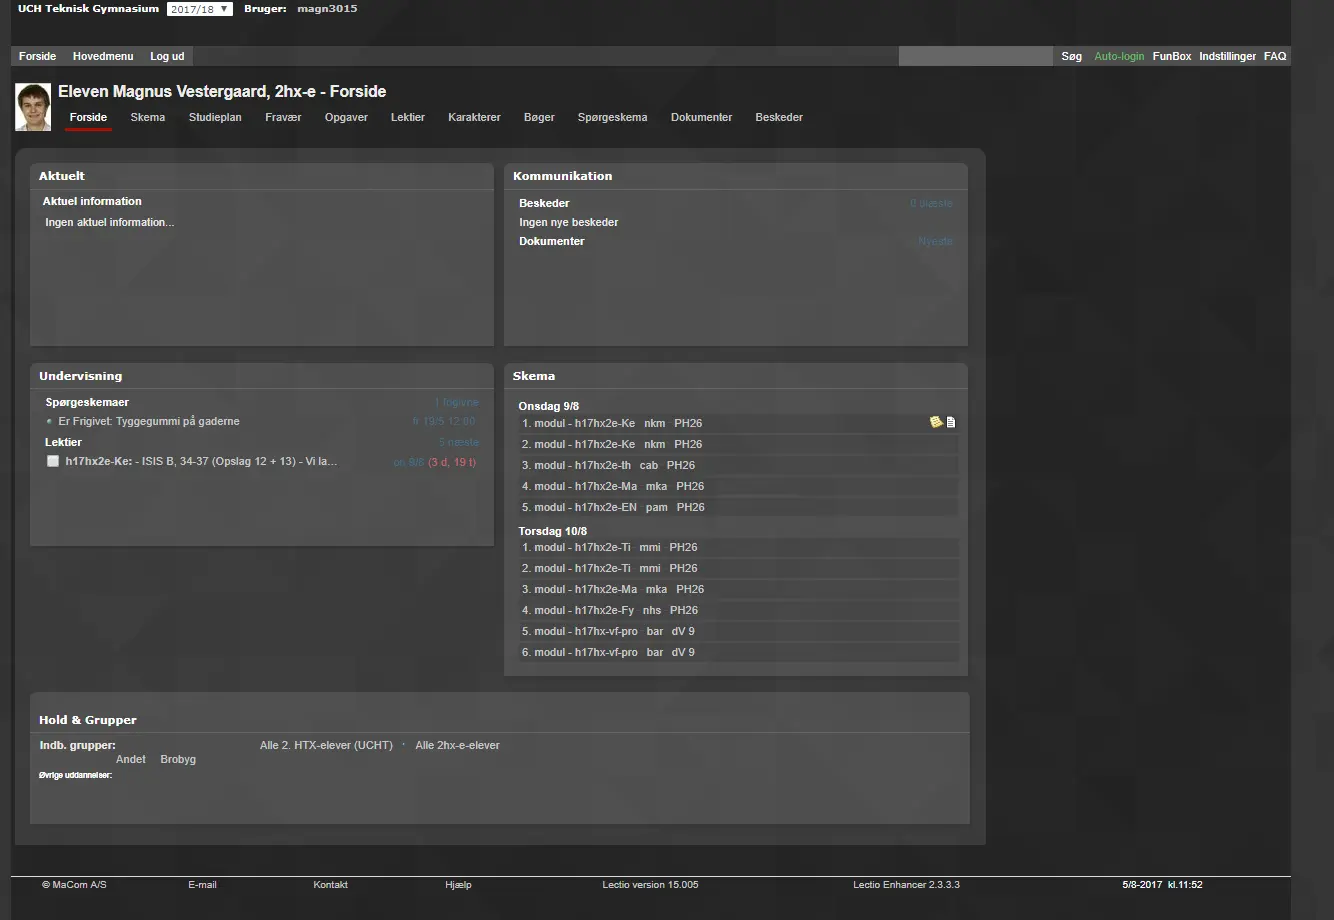 UCH Teknisk Gymnasium 2017/18 Bruger: magn3015
Forside Hovedmenu Log ud Søg Auto-login FunBox Indstillinger FAQ
Eleven Magnus Vestergaard, 2hx-e - Forside
Forside Skema Studieplan Fravær Opgaver Lektier Karakterer Bøger Spørgeskema Dokumenter Beskeder
Aktuelt
Aktuel information
Ingen aktuel information...
Kommunikation
Beskeder 0 ulæste
Ingen nye beskeder
Dokumenter Nyeste
Undervisning
Spørgeskemaer 1 frigivne
Er Frigivet: Tyggegummi på gaderne fr 19/5 12:00
Lektier 5 næste
h17hx2e-Ke: - ISIS B, 34-37 (Opslag 12 + 13) - Vi la... on 9/8 (3 d, 19 t)
Skema
Onsdag 9/8
1. modul - h17hx2e-Ke nkm PH26
2. modul - h17hx2e-Ke nkm PH26
3. modul - h17hx2e-th cab PH26
4. modul - h17hx2e-Ma mka PH26
5. modul - h17hx2e-EN pam PH26
Torsdag 10/8
1. modul - h17hx2e-Ti mmi PH26
2. modul - h17hx2e-Ti mmi PH26
3. modul - h17hx2e-Ma mka PH26
4. modul - h17hx2e-Fy nhs PH26
5. modul - h17hx-vf-pro bar dV 9
6. modul - h17hx-vf-pro bar dV 9
Hold & Grupper
Indb. grupper: Alle 2. HTX-elever (UCHT) · Alle 2hx-e-elever
Andet Brobyg
Øvrige uddannelser:
© MaCom A/S E-mail Kontakt Hjælp Lectio version 15.005 Lectio Enhancer 2.3.3.3 5/8-2017 kl.11:52